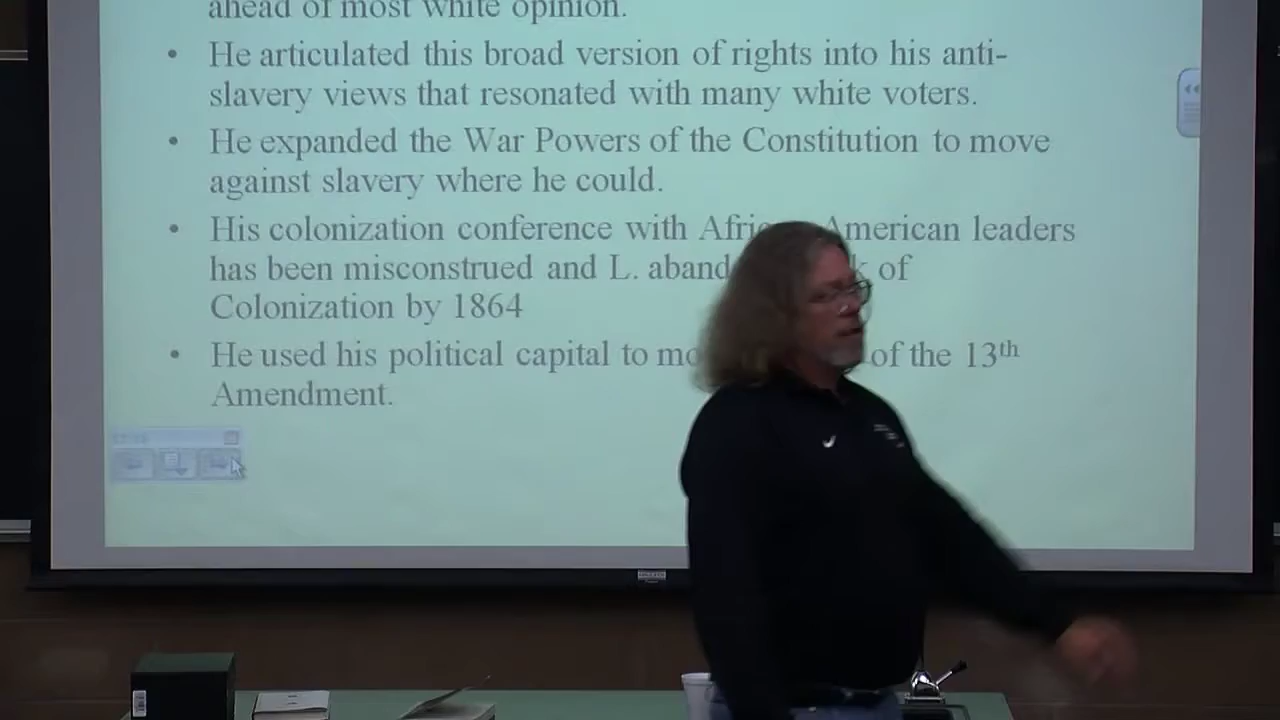 ahead of most white opinion.
• He articulated this broad version of rights into his anti-
slavery views that resonated with many white voters.
• He expanded the War Powers of the Constitution to move
against slavery where he could.
• His colonization conference with American leaders
has been misconstrued and L. of
Colonization by 1864
• He used his political capital to of the 13th
Amendment.